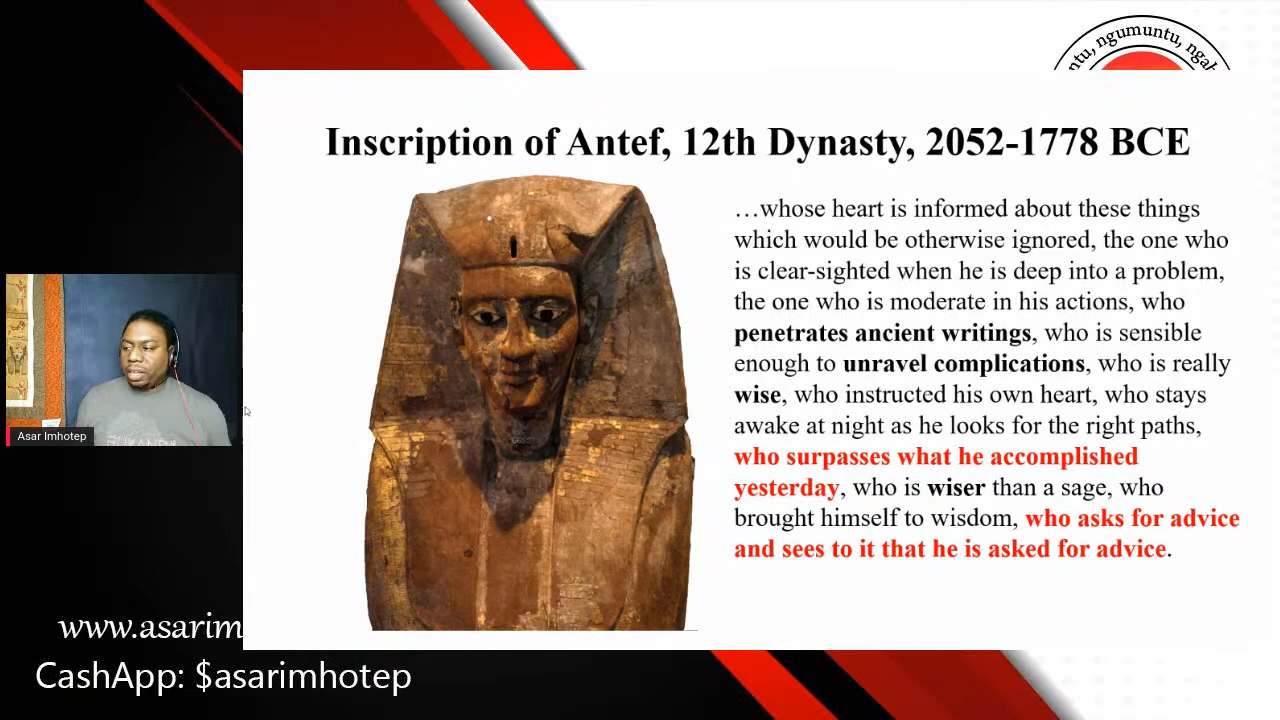 ntu, ngumuntu,
Inscription of Antef, 12th Dynasty, 2052-1778 BCE
…whose heart is informed about these things
which would be otherwise ignored, the one who
is clear-sighted when he is deep into a problem,
the one who is moderate in his actions, who
penetrates ancient writings, who is sensible
enough to unravel complications, who is really
wise, who instructed his own heart, who stays
awake at night as he looks for the right paths,
who surpasses what he accomplished
yesterday, who is wiser than a sage, who
brought himself to wisdom, who asks for advice
and sees to it that he is asked for advice.
Asar Imhotep
www.asarim
CashApp: $asarimhotep